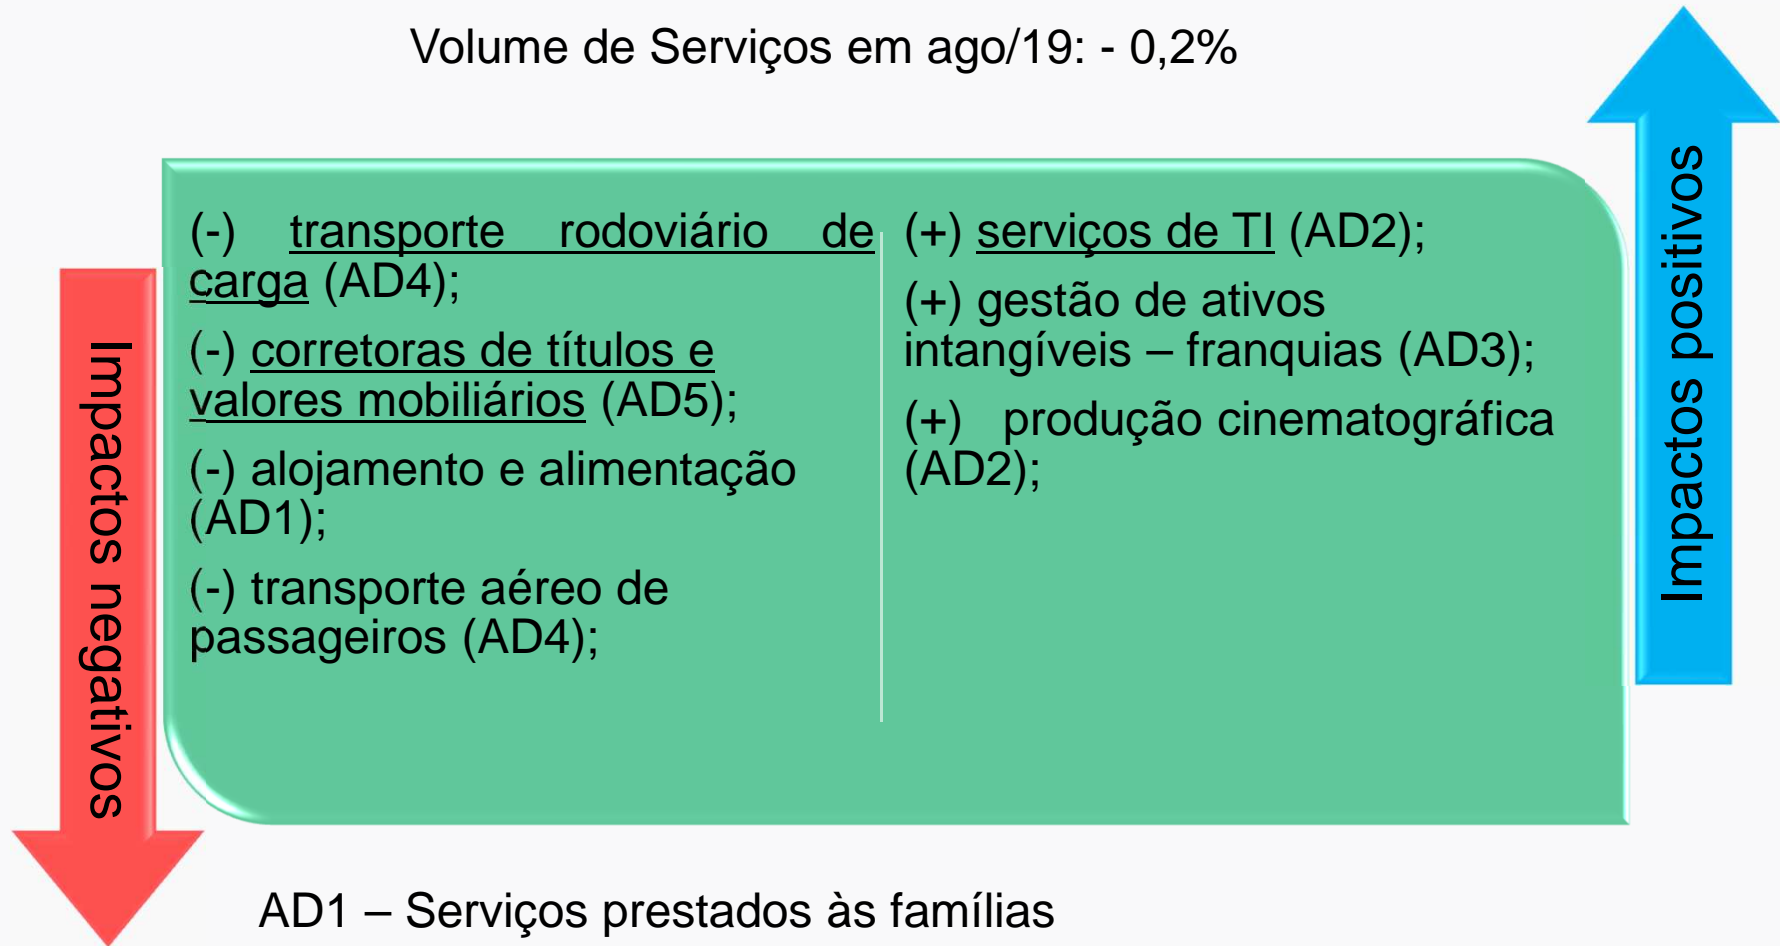 Volume de Serviços em ago/19: - 0,2%
Impactos negativos
(-) transporte rodoviário de
carga (AD4);
(-) corretoras de títulos e
valores mobiliários (AD5);
(-) alojamento e alimentação
(AD1);
(-) transporte aéreo de
passageiros (AD4);
(+) serviços de TI (AD2);
(+) gestão de ativos
intangíveis – franquias (AD3);
(+) produção cinematográfica
(AD2);
Impactos positivos
AD1 – Serviços prestados às famílias